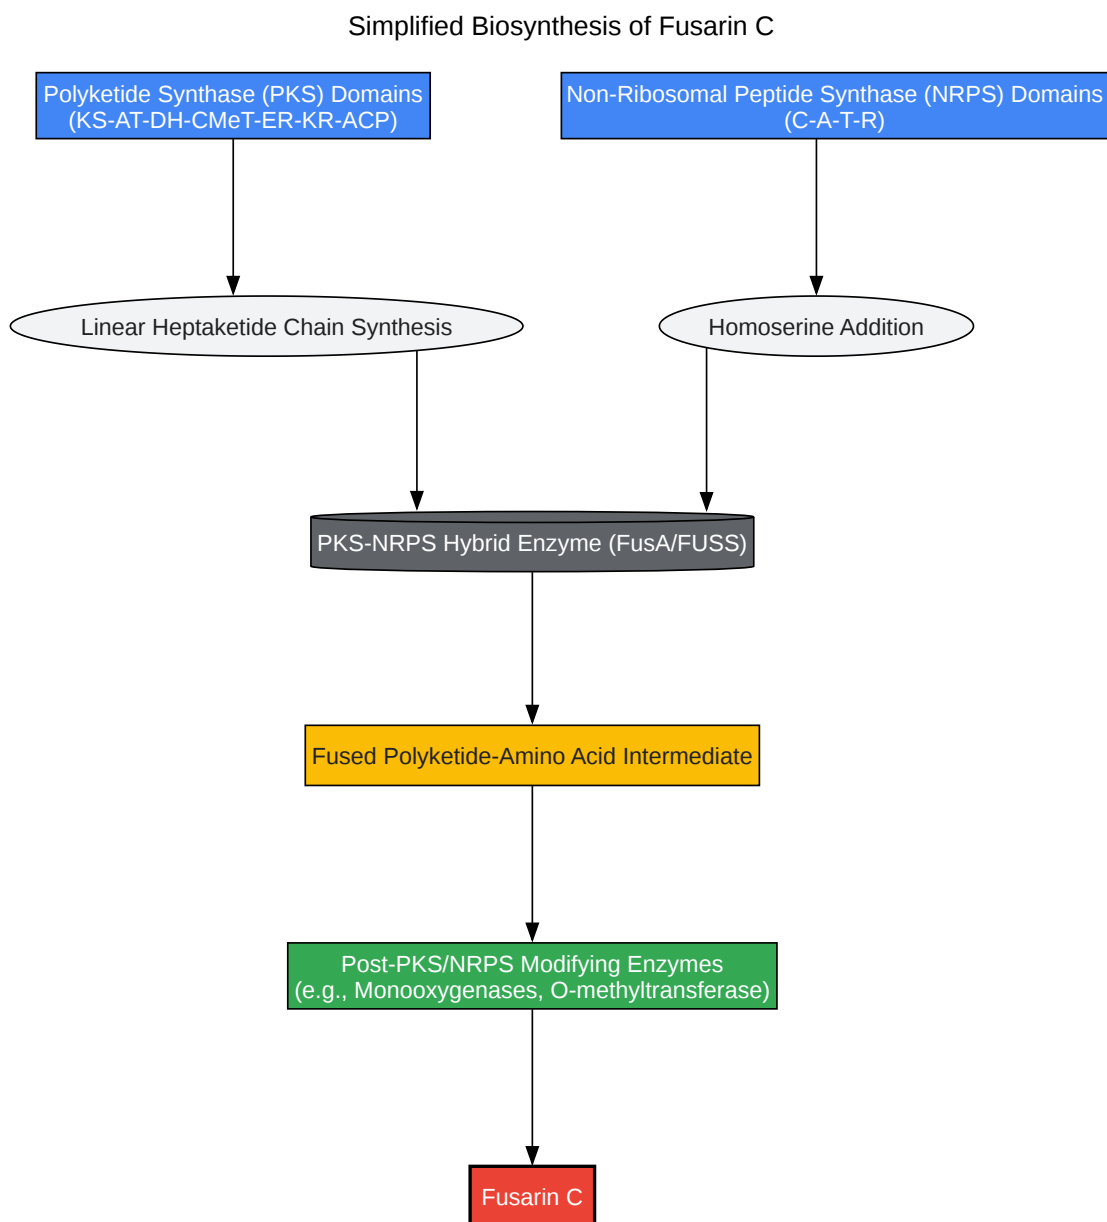 Simplified Biosynthesis of Fusarin C
Polyketide Synthase (PKS) Domains
(KS-AT-DH-CMeT-ER-KR-ACP)
Non-Ribosomal Peptide Synthase (NRPS) Domains
(C-A-T-R)
Linear Heptaketide Chain Synthesis
Homoserine Addition
PKS-NRPS Hybrid Enzyme (FusA/FUSS)
Fused Polyketide-Amino Acid Intermediate
Post-PKS/NRPS Modifying Enzymes
(e.g., Monooxygenases, O-methyltransferase)
Fusarin C